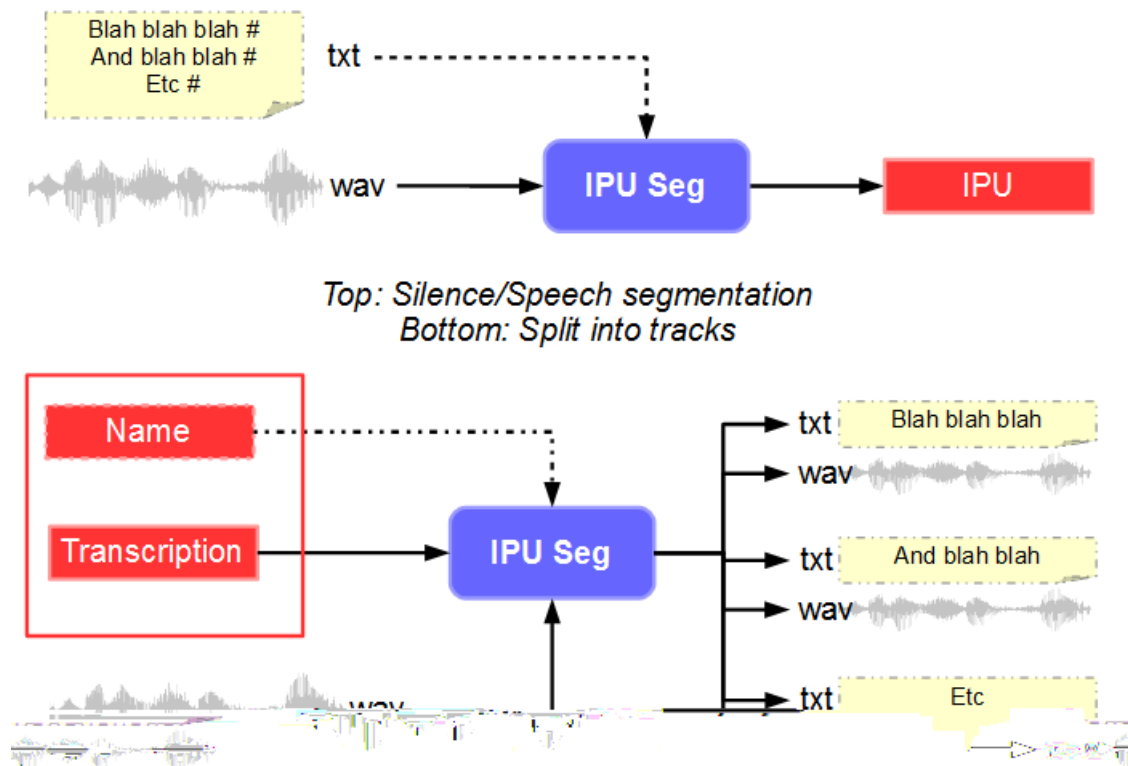 Blah blah blah #
And blah blah #
Etc #
txt
wav
IPU Seg
IPU
Top: Silence/Speech segmentation
Bottom: Split into tracks
Name
Transcription
IPU Seg
txt
Blah blah blah
wav
txt
And blah blah
wav
txt
Etc
wav